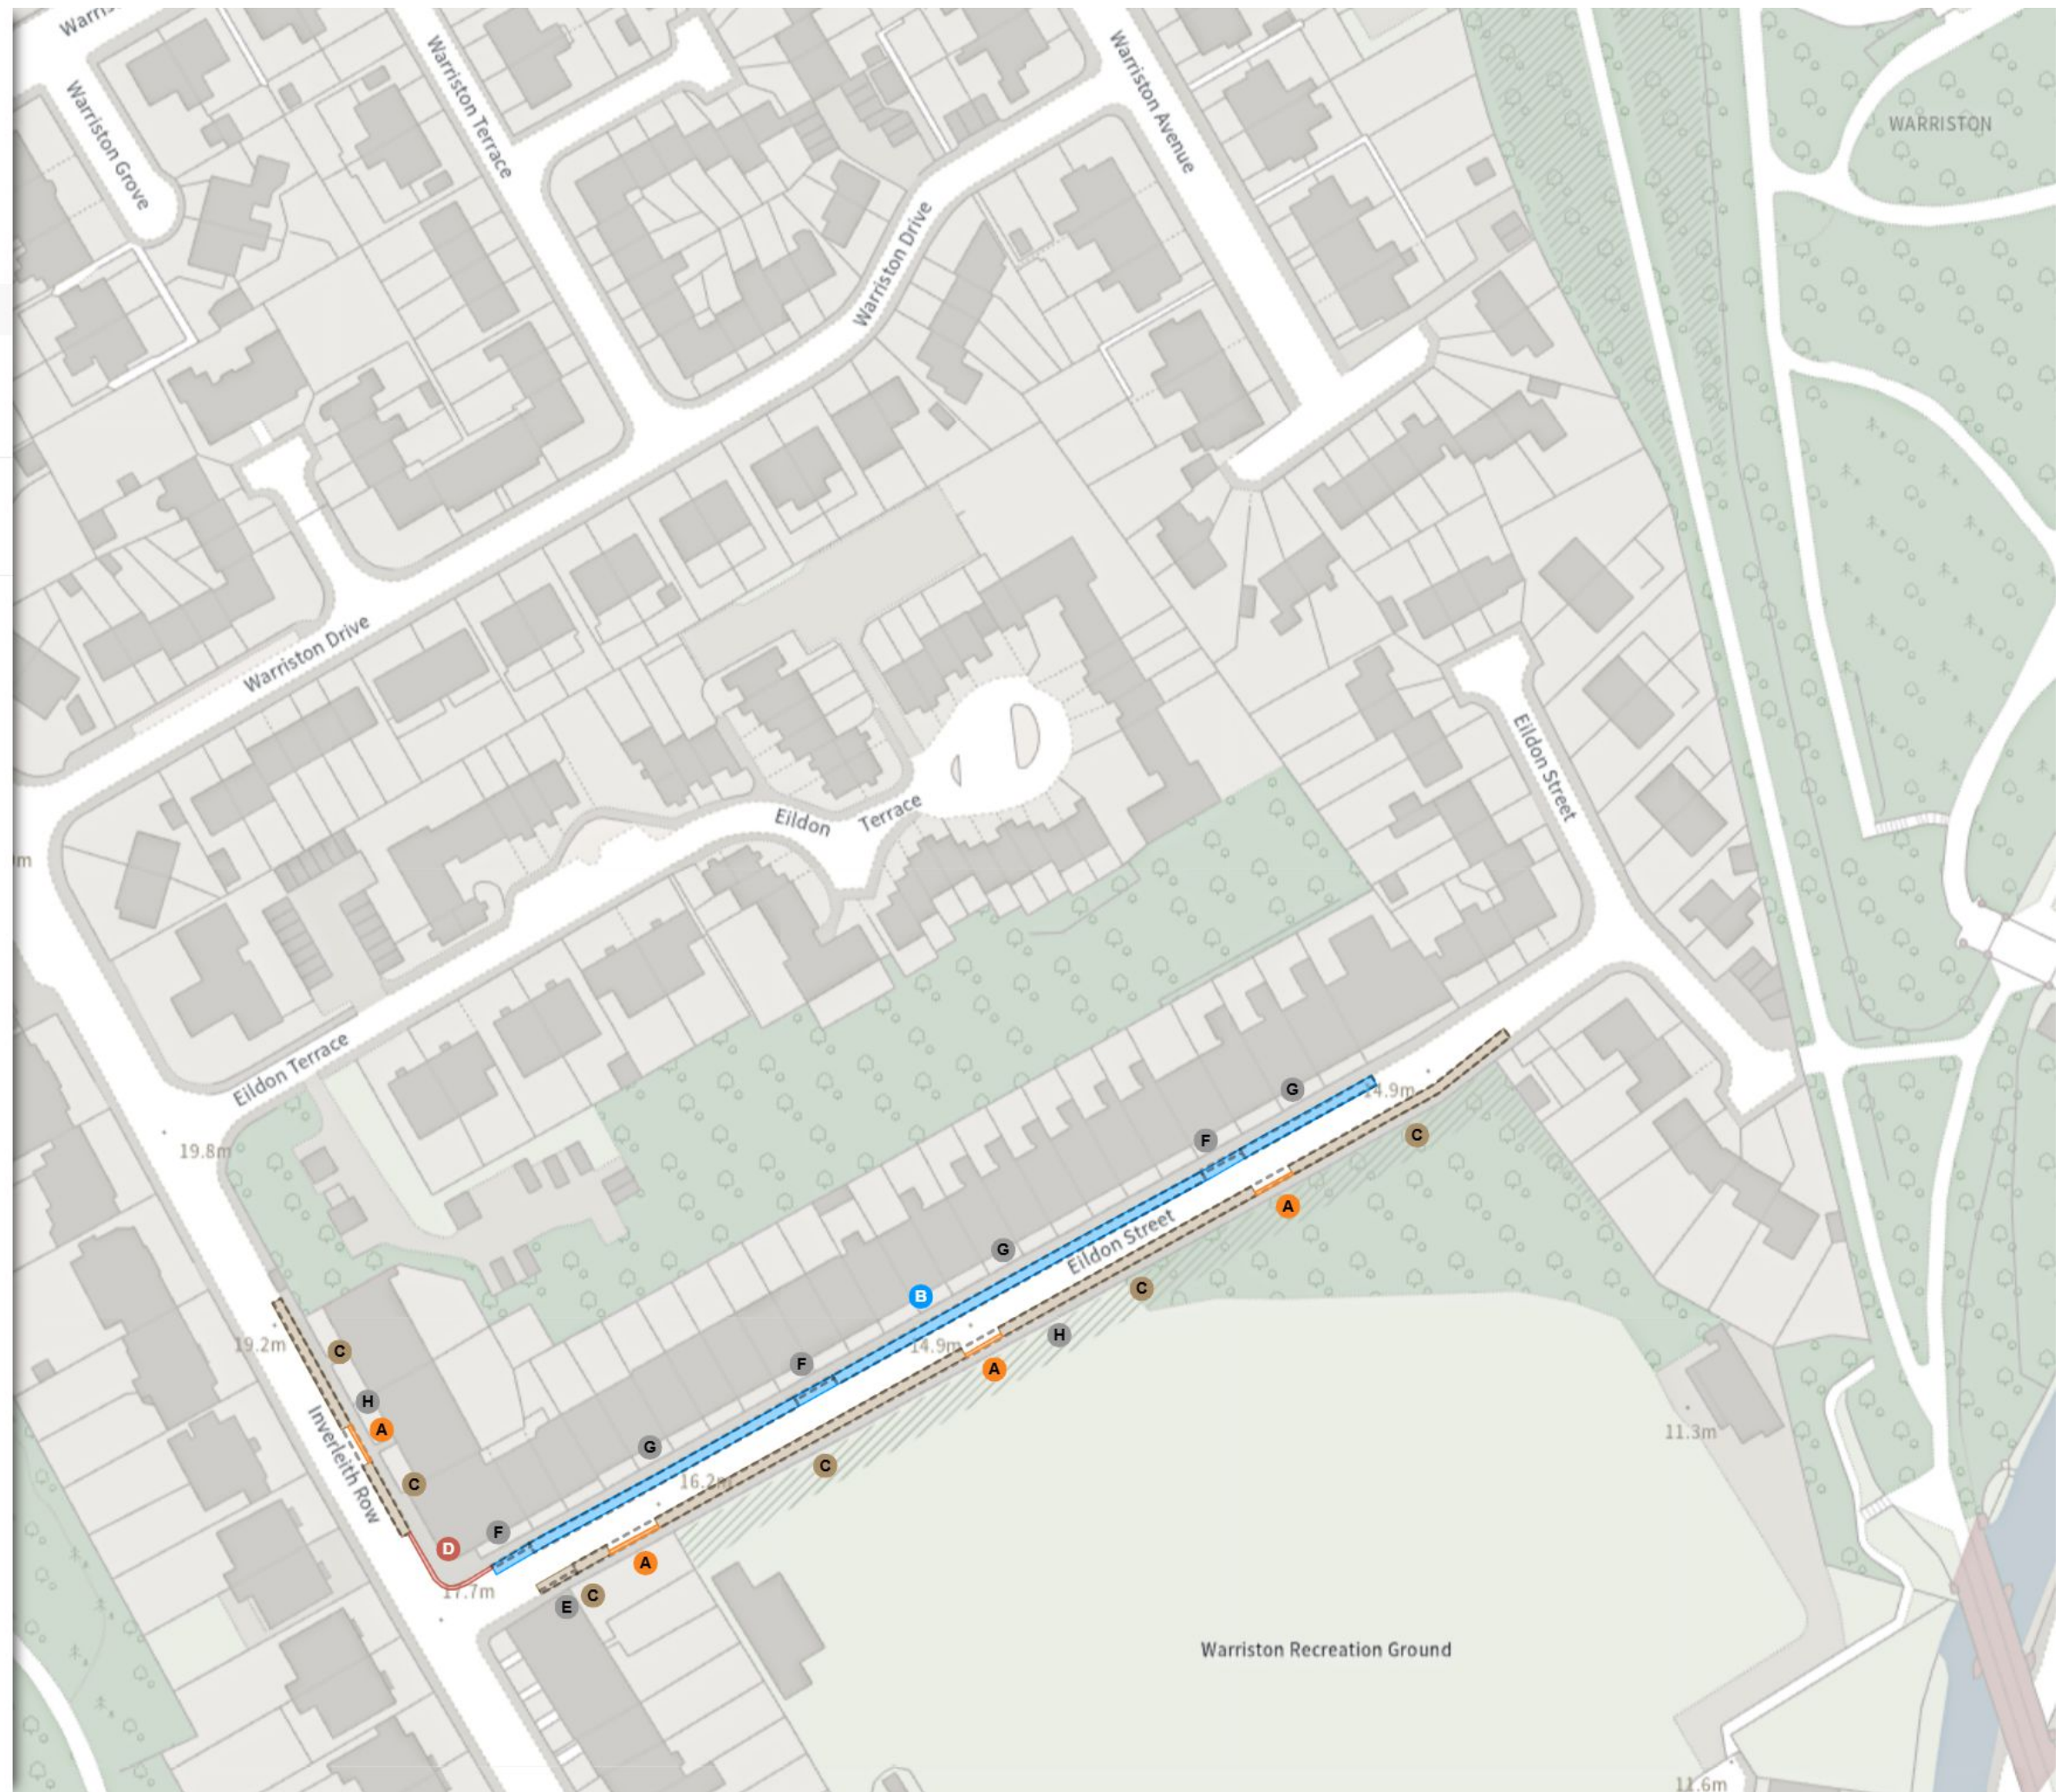 Warris
Warriston Grove
Warriston Terrace
Warriston Avenue
WARRISTON
Warriston Drive
Warriston Drive
Eildon Street
Eildon Terrace
m
Eildon Terrace
19.8m
G
14.9m
C
F
A
Eildon Street
G
C
B
H
14.9m
A
19.2m
C
F
H
A
Inverleith Row
G
C
C
16.2m
11.3m
F
D
A
17.7m
E
C
Warriston Recreation Ground
11.6m